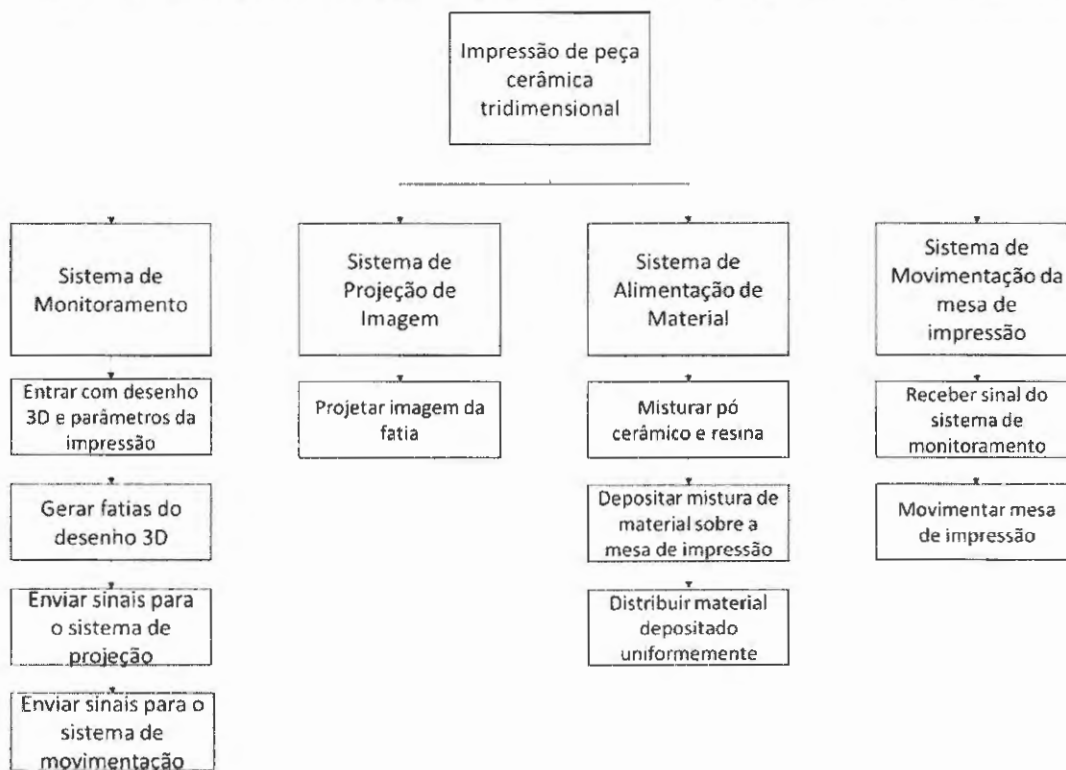 Impressão de peça
cerâmica
tridimensional
Sistema de
Monitoramento
Entrar com desenho
3D e parâmetros da
impressão
Gerar fatias do
desenho 3D
Enviar sinais para
o sistema de
projeção
Enviar sinais para o
sistema de
movimentação
Sistema de
Projeção de
Imagem
Projetar imagem da
fatia
Sistema de
Alimentação de
Material
Misturar pó
cerâmico e resina
Depositar mistura de
material sobre a
mesa de impressão
Distribuir material
depositado
uniformemente
Sistema de
Movimentação da
mesa de
impressão
Receber sinal do
sistema de
monitoramento
Movimentar mesa
de impressão